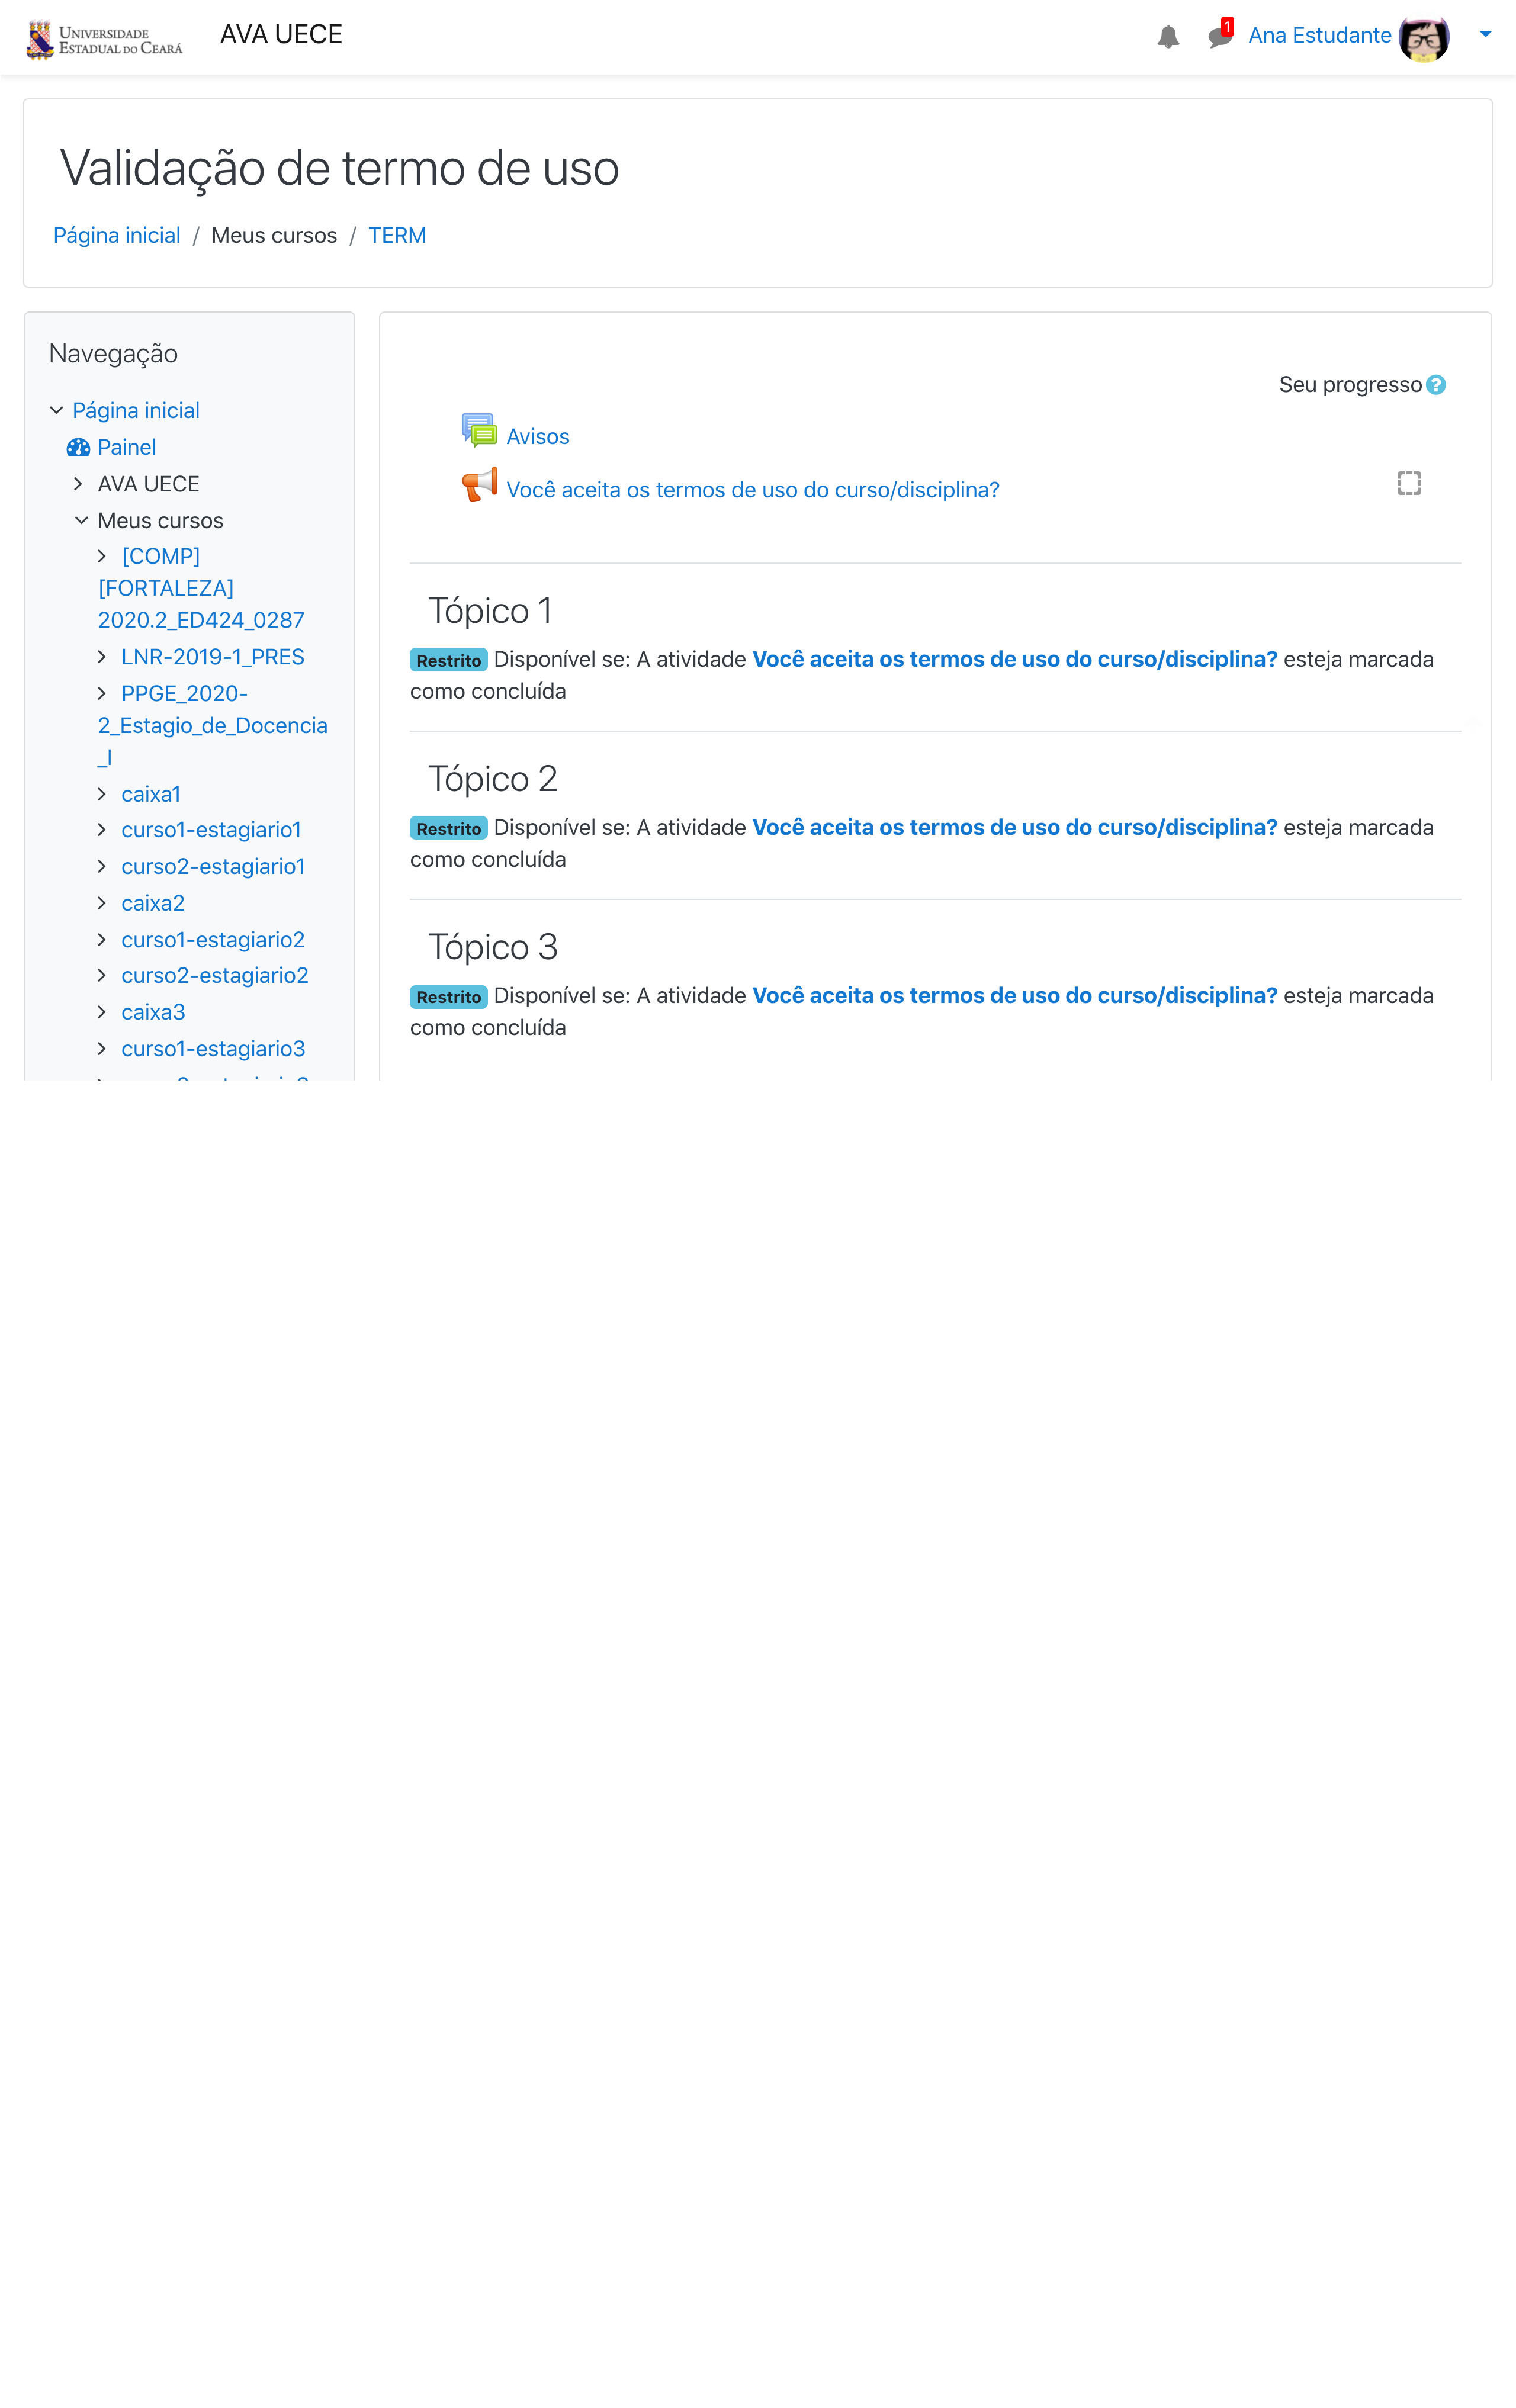 Universidade
Estadual do Ceará
AVA UECE
1
Ana Estudante
Validação de termo de uso
Página inicial / Meus cursos / TERM
Navegação
Página inicial
Painel
AVA UECE
Meus cursos
[COMP]
[FORTALEZA]
2020.2_ED424_0287
LNR-2019-1_PRES
PPGE_2020-
2_Estagio_de_Docencia
_I
caixa1
curso1-estagiario1
curso2-estagiario1
caixa2
curso1-estagiario2
curso2-estagiario2
caixa3
curso1-estagiario3
Seu progresso
Avisos
Você aceita os termos de uso do curso/disciplina?
Tópico 1
Restrito Disponível se: A atividade Você aceita os termos de uso do curso/disciplina? esteja marcada
como concluída
Tópico 2
Restrito Disponível se: A atividade Você aceita os termos de uso do curso/disciplina? esteja marcada
como concluída
Tópico 3
Restrito Disponível se: A atividade Você aceita os termos de uso do curso/disciplina? esteja marcada
como concluída